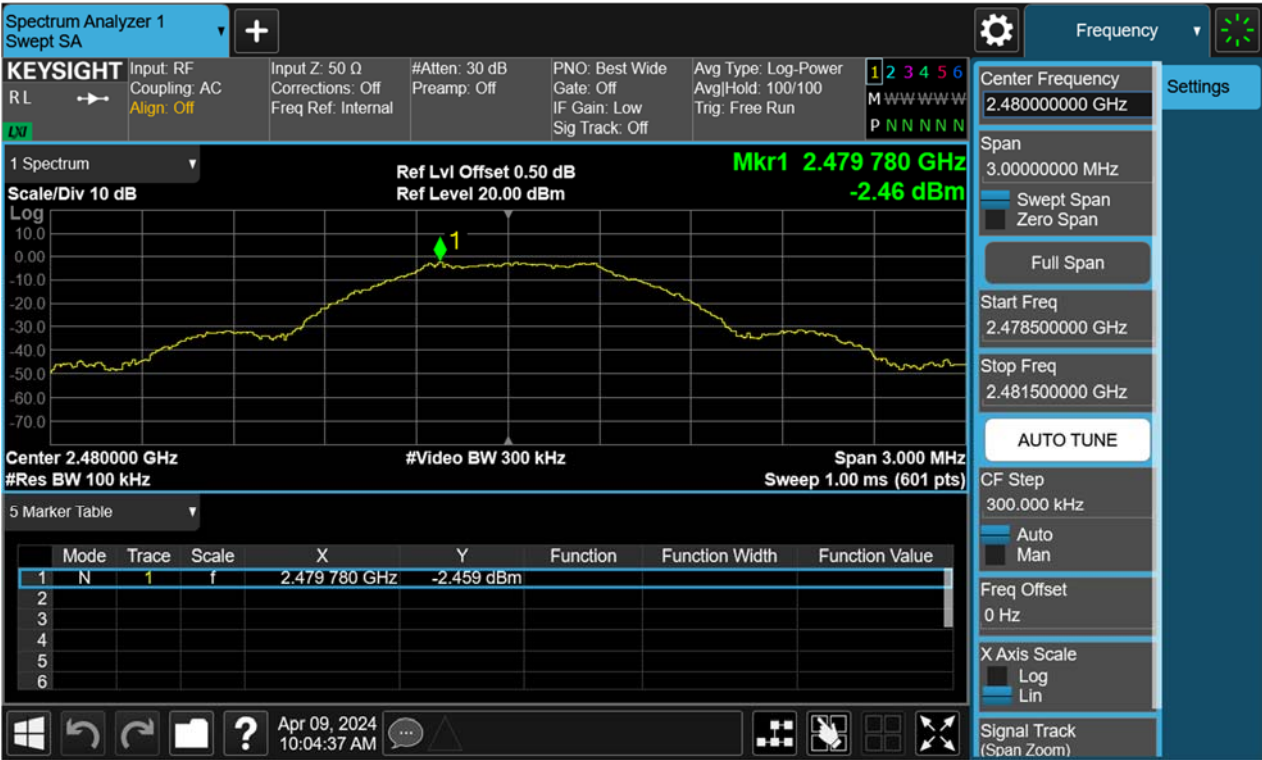 Spectrum Analyzer 1
Swept SA
+
Frequency
KEYSIGHT
R L
LXI
Input: RF
Coupling: AC
Align: Off
Input Z: 50 Ω
Corrections: Off
Freq Ref: Internal
#Atten: 30 dB
Preamp: Off
PNO: Best Wide
Gate: Off
IF Gain: Low
Sig Track: Off
Avg Type: Log-Power
Avg|Hold: 100/100
Trig: Free Run
1 2 3 4 5 6
M W W W W W
P N N N N N
Center Frequency
2.480000000 GHz
Settings
Span
3.00000000 MHz
Swept Span
Zero Span
Full Span
Start Freq
2.478500000 GHz
Stop Freq
2.481500000 GHz
AUTO TUNE
CF Step
300.000 kHz
Auto
Man
Freq Offset
0 Hz
X Axis Scale
Log
Lin
Signal Track
(Span Zoom)
1 Spectrum
Scale/Div 10 dB
Ref Lvl Offset 0.50 dB
Ref Level 20.00 dBm
Mkr1 2.479 780 GHz
-2.46 dBm
Log
10.0
0.00
-10.0
-20.0
-30.0
-40.0
-50.0
-60.0
-70.0
1
Center 2.480000 GHz
#Video BW 300 kHz
Span 3.000 MHz
#Res BW 100 kHz
Sweep 1.00 ms (601 pts)
5 Marker Table
Mode Trace Scale X Y Function Function Width Function Value
1 N 1 f 2.479 780 GHz -2.459 dBm
2
3
4
5
6
?
Apr 09, 2024
10:04:37 AM